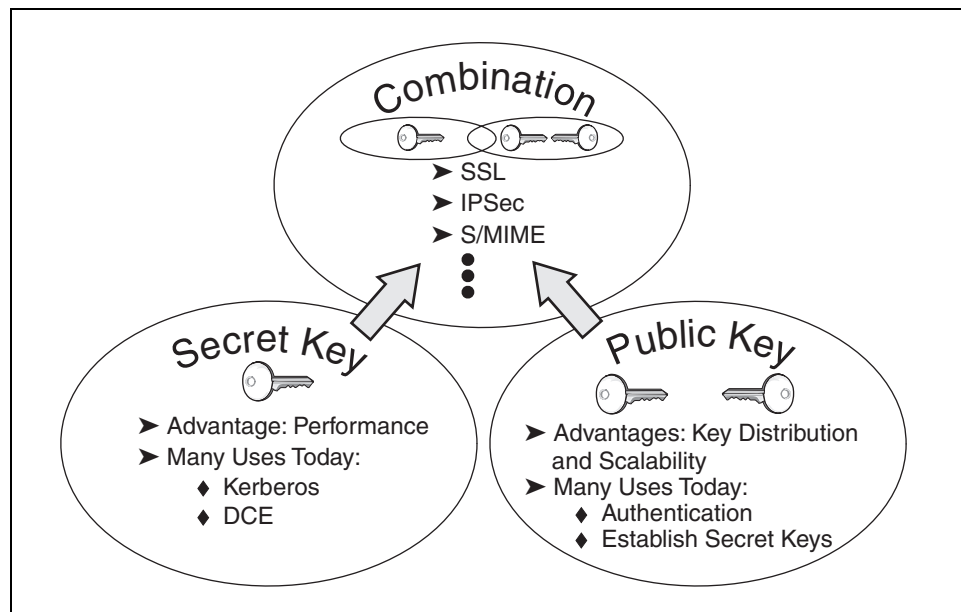 Combination
➤ SSL
➤ IPSec
➤ S/MIME
Secret Key
➤ Advantage: Performance
➤ Many Uses Today:
♦ Kerberos
♦ DCE
Public Key
➤ Advantages: Key Distribution
and Scalability
➤ Many Uses Today:
♦ Authentication
♦ Establish Secret Keys